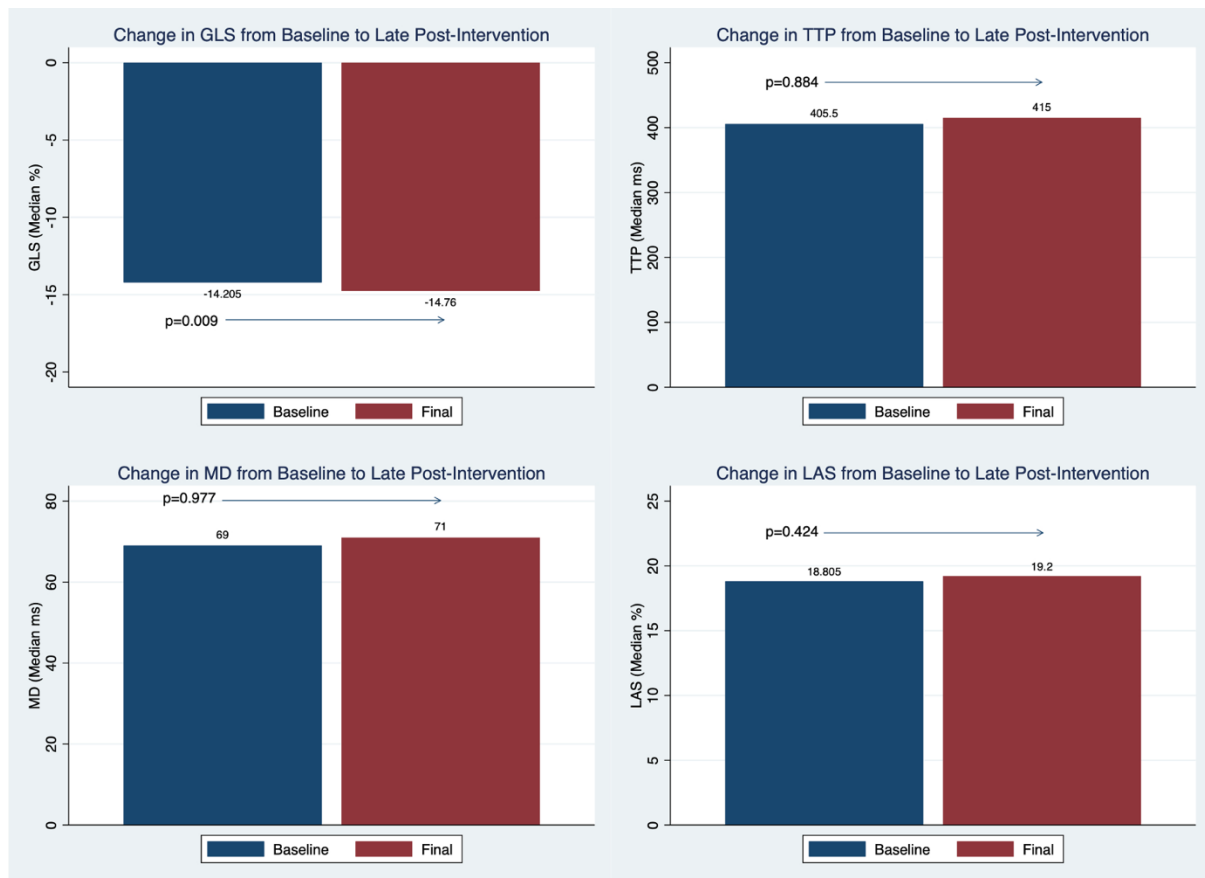 Change in GLS from Baseline to Late Post-Intervention
GLS (Median %)
0
-5
-10
-15
-20
-14.205
-14.76
p=0.009
Baseline
Final
Change in TTP from Baseline to Late Post-Intervention
TTP (Median ms)
500
400
300
200
100
0
p=0.884
405.5
415
Baseline
Final
Change in MD from Baseline to Late Post-Intervention
MD (Median ms)
80
60
40
20
0
p=0.977
69
71
Baseline
Final
Change in LAS from Baseline to Late Post-Intervention
LAS (Median %)
25
20
15
10
5
0
p=0.424
18.805
19.2
Baseline
Final